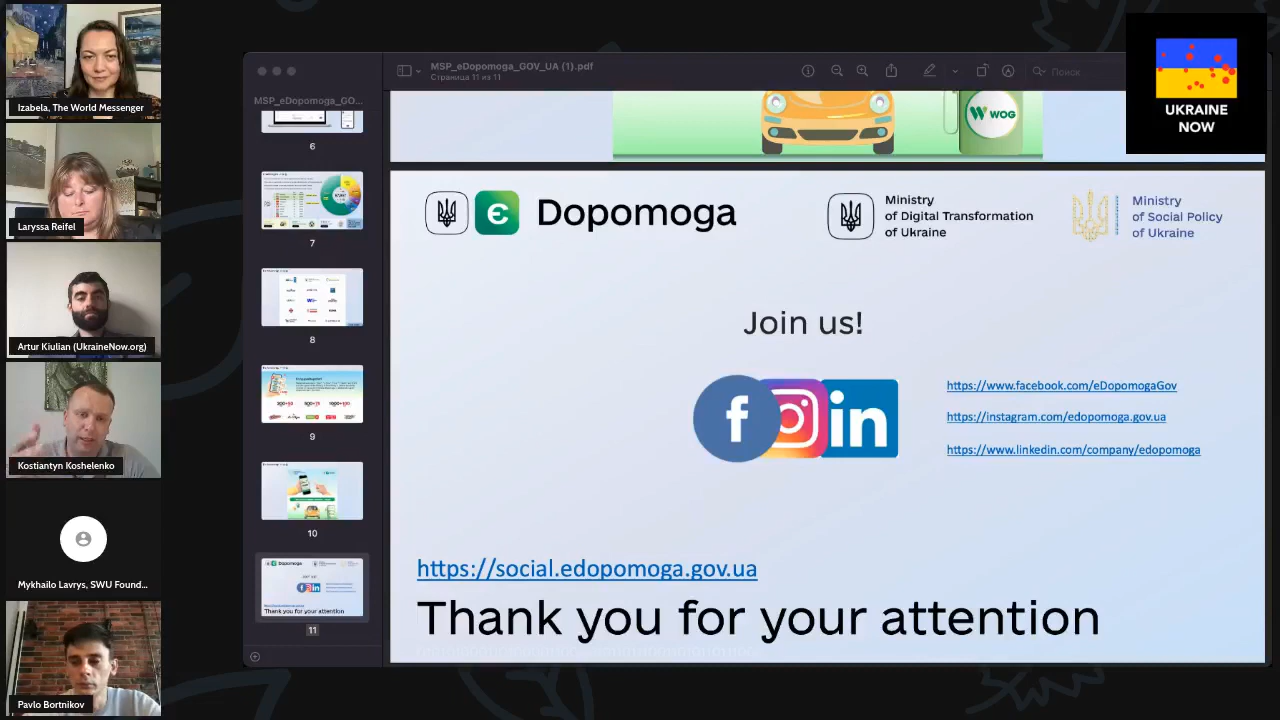 Izabela, The World Messenger
Laryssa Reifel
Artur Kiulian (UkraineNow.org)
Kostiantyn Koshelenko
Mykhailo Lavrys, SWU Found...
Pavlo Bortnikov
MSP_eDopomoga_GOV_UA (1).pdf
Страница 11 из 11
Поиск
MSP_eDopomoga_GO...
6
7
8
9
10
11
WOG
UKRAINE
NOW
є Dopomoga
Ministry
of Digital Transformation
of Ukraine
Ministry
of Social Policy
of Ukraine
Join us!
f
in
https://www.facebook.com/eDopomogaGov
https://instagram.com/edopomoga.gov.ua
https://www.linkedin.com/company/edopomoga
https://social.edopomoga.gov.ua
Thank you for your attention